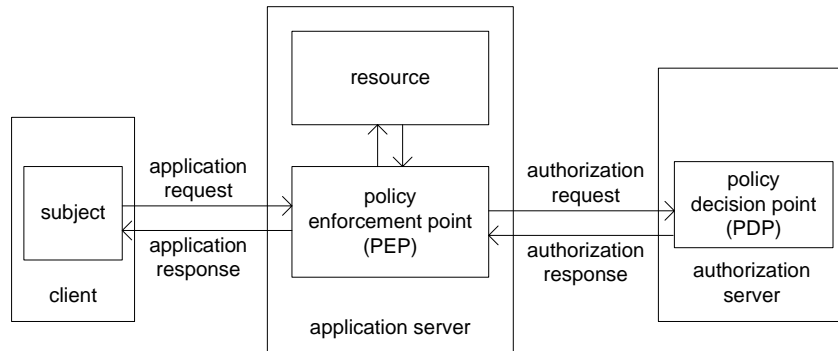 resource
subject
client
application
request
application
response
policy
enforcement point
(PEP)
application server
authorization
request
authorization
response
policy
decision point
(PDP)
authorization
server